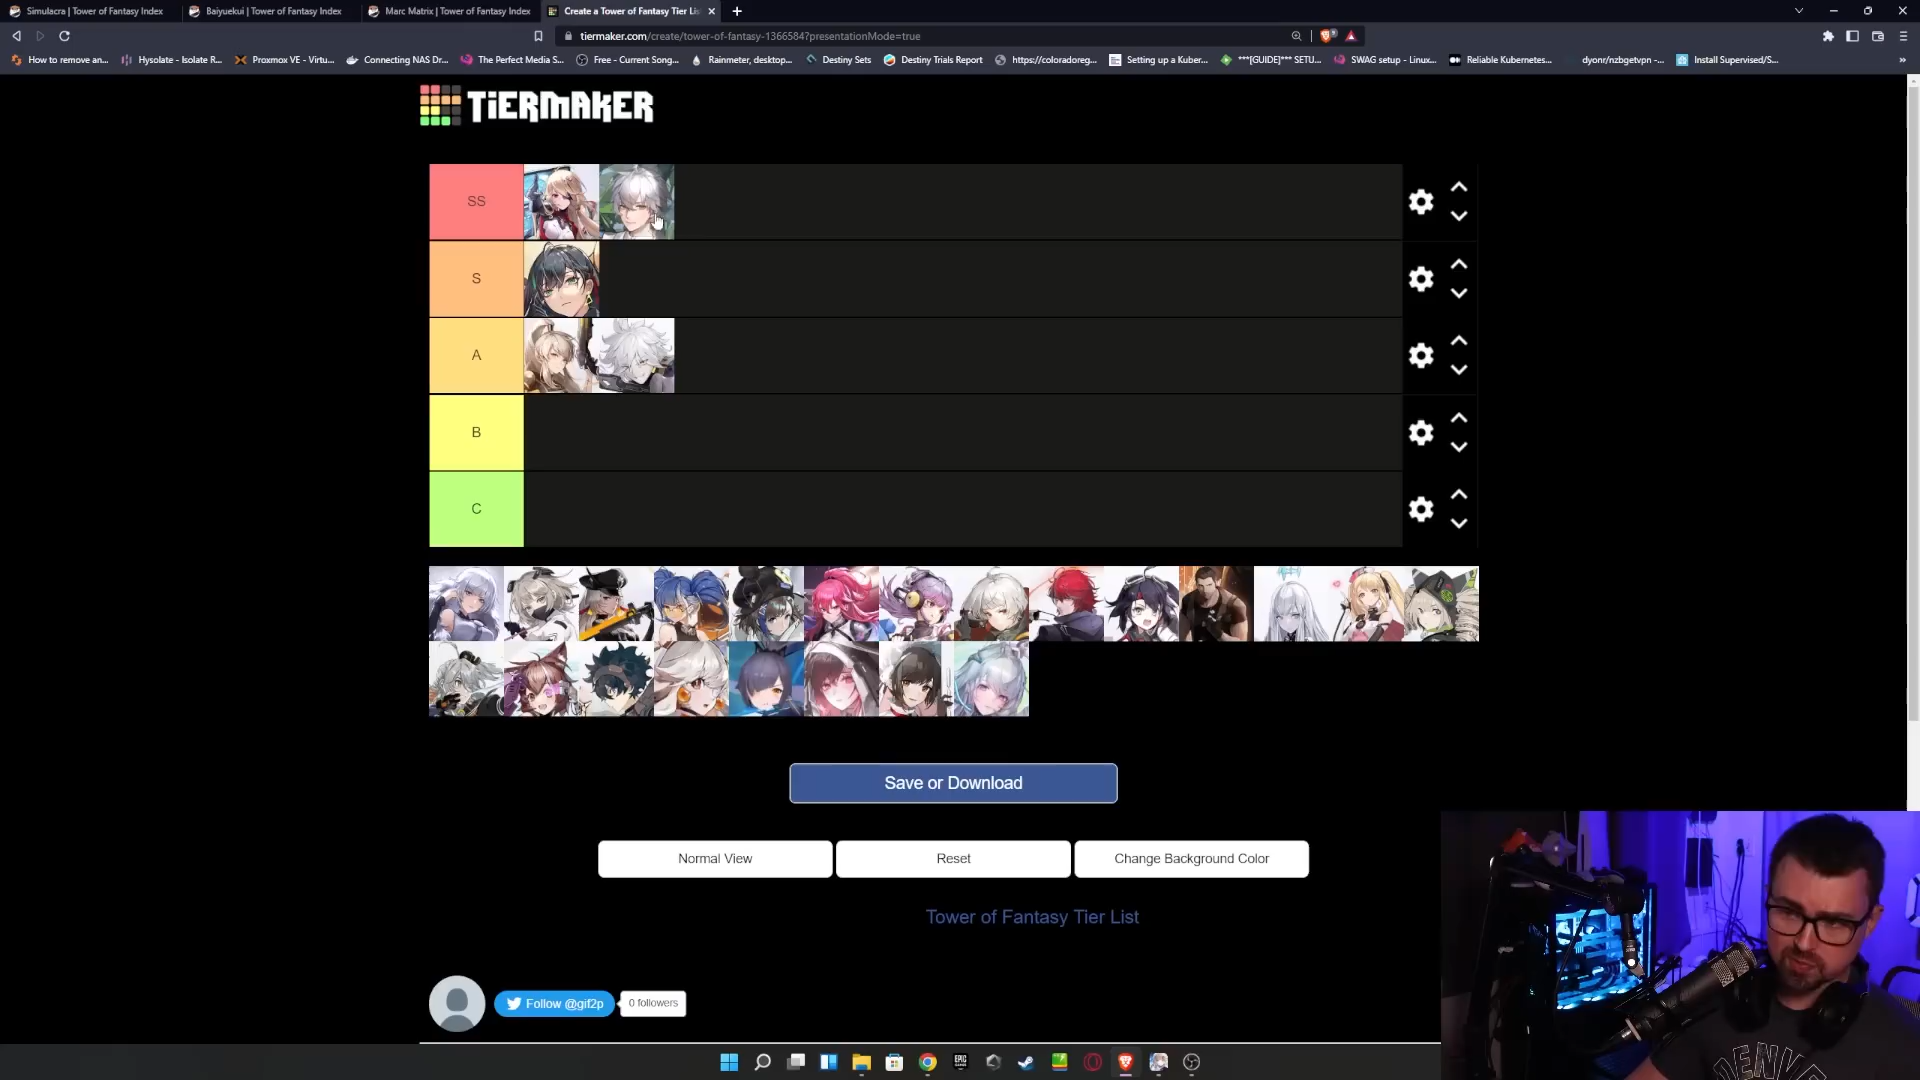 Simulacra | Tower of Fantasy Index
Baiyuekui | Tower of Fantasy Index
Marc Matrix | Tower of Fantasy Index
Create a Tower of Fantasy Tier Li
tiermaker.com/create/tower-of-fantasy-1366584?presentationMode=true
How to remove an...
Hysolate - Isolate R...
Proxmox VE - Virtu...
Connecting NAS Dr...
The Perfect Media S...
Free - Current Song...
Rainmeter, desktop...
Destiny Sets
Destiny Trials Report
https://coloradoreg...
Setting up a Kuber...
***[GUIDE]*** SETU...
SWAG setup - Linux...
Reliable Kubernetes...
dyonr/nzbgetvpn -...
Install Supervised/S...
TIERMAKER
SS
S
A
B
C
Save or Download
Normal View
Reset
Change Background Color
Tower of Fantasy Tier List
Follow @gif2p
0 followers
EPIC
DENVE